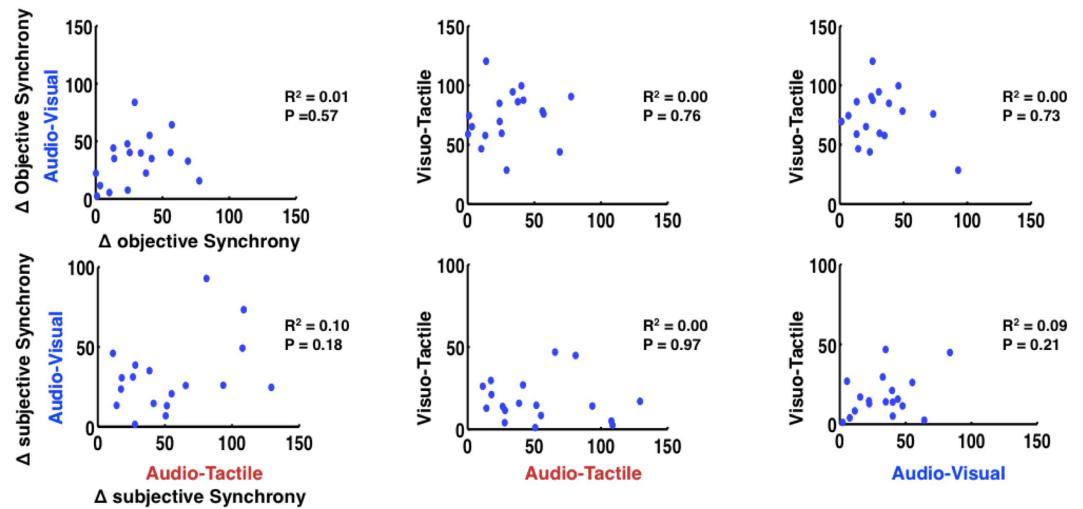 Δ Objective Synchrony
Audio-Visual
150
100
50
0
0
50
100
150
R² = 0.01
P =0.57
Δ objective Synchrony
Visuo-Tactile
150
100
50
0
0
50
100
150
R² = 0.00
P = 0.76
Visuo-Tactile
150
100
50
0
0
50
100
150
R² = 0.00
P = 0.73
Δ subjective Synchrony
Audio-Visual
100
50
0
0
50
100
150
R² = 0.10
P = 0.18
Audio-Tactile
Δ subjective Synchrony
Visuo-Tactile
100
50
0
0
50
100
150
R² = 0.00
P = 0.97
Audio-Tactile
Visuo-Tactile
100
50
0
0
50
100
150
R² = 0.09
P = 0.21
Audio-Visual